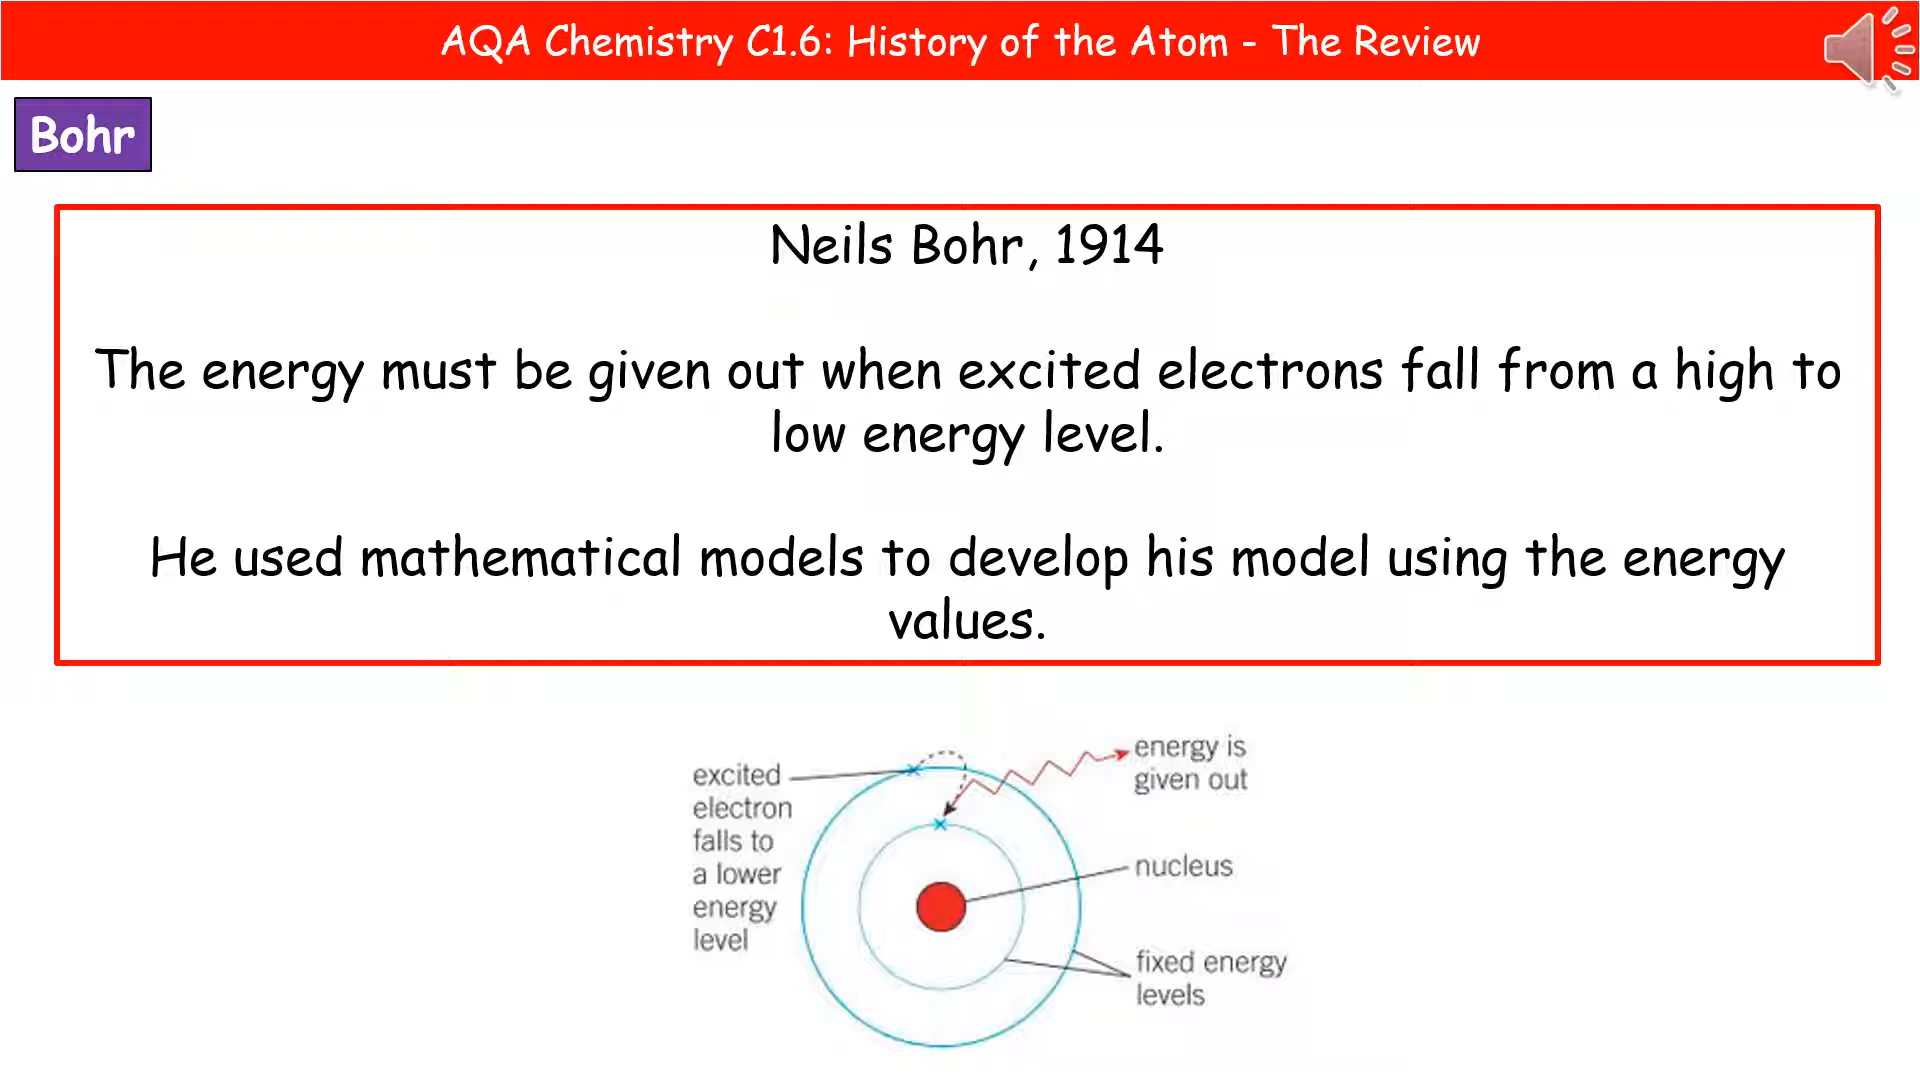 AQA Chemistry C1.6: History of the Atom - The Review
Bohr
Neils Bohr, 1914
The energy must be given out when excited electrons fall from a high to
low energy level.
He used mathematical models to develop his model using the energy
values.
excited
electron
falls to
a lower
energy
level
energy is
given out
nucleus
fixed energy
levels